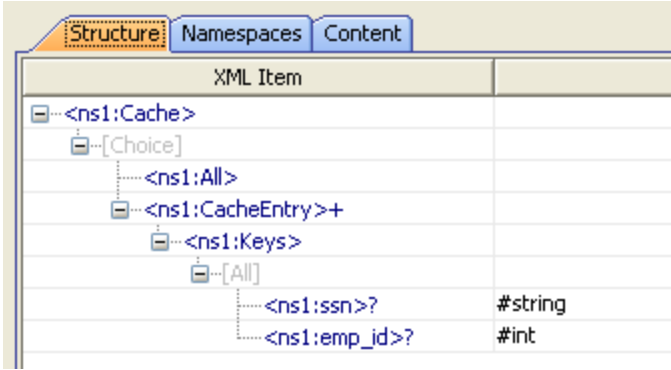 Structure Namespaces Content
XML Item
<ns1:Cache>
[Choice]
<ns1:All>
<ns1:CacheEntry>+
<ns1:Keys>
[All]
<ns1:ssn>? #string
<ns1:emp_id>? #int